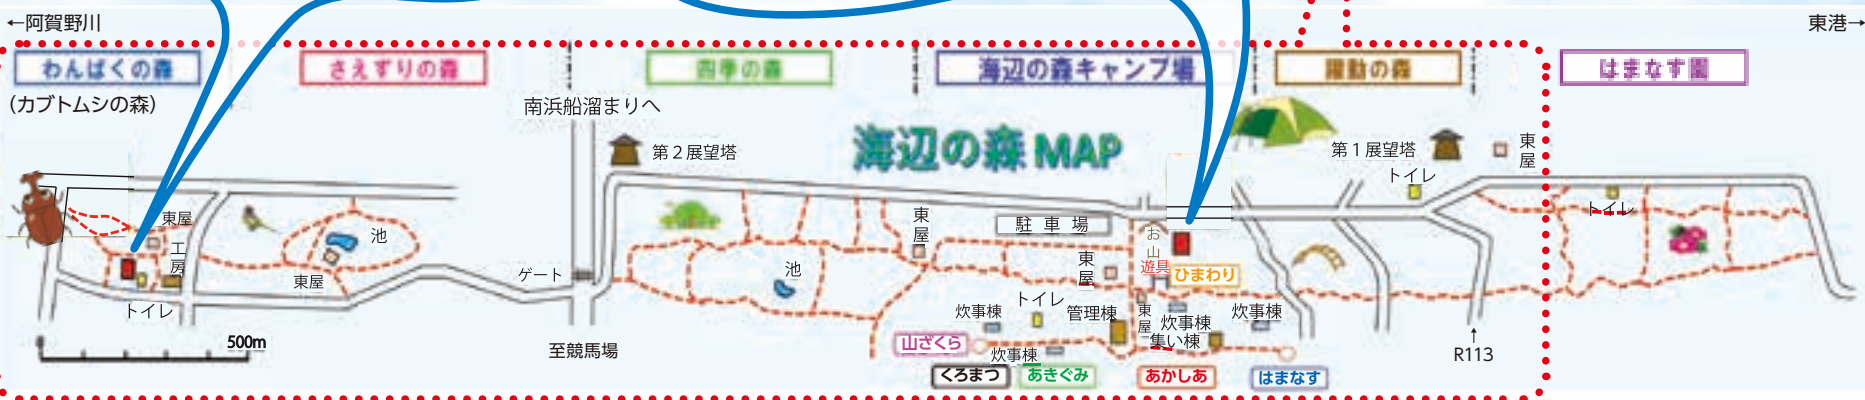 ←阿賀野川
東港→
わんぱくの森
さえずりの森
四季の森
海辺の森キャンプ場
躍動の森
はまなす園
(カブトムシの森)
南浜船溜まりへ
海辺の森 MAP
第2展望塔
第1展望塔
東屋
トイレ
東屋
工房
トイレ
池
東屋
ゲート
至競馬場
500m
池
東屋
駐車場
東屋
お山
遊具
ひまわり
トイレ
炊事棟
トイレ
管理棟
東屋
炊事棟
集い棟
炊事棟
山ざくら
炊事棟
くろまつ
あきぐみ
あかしあ
はまなす
R113